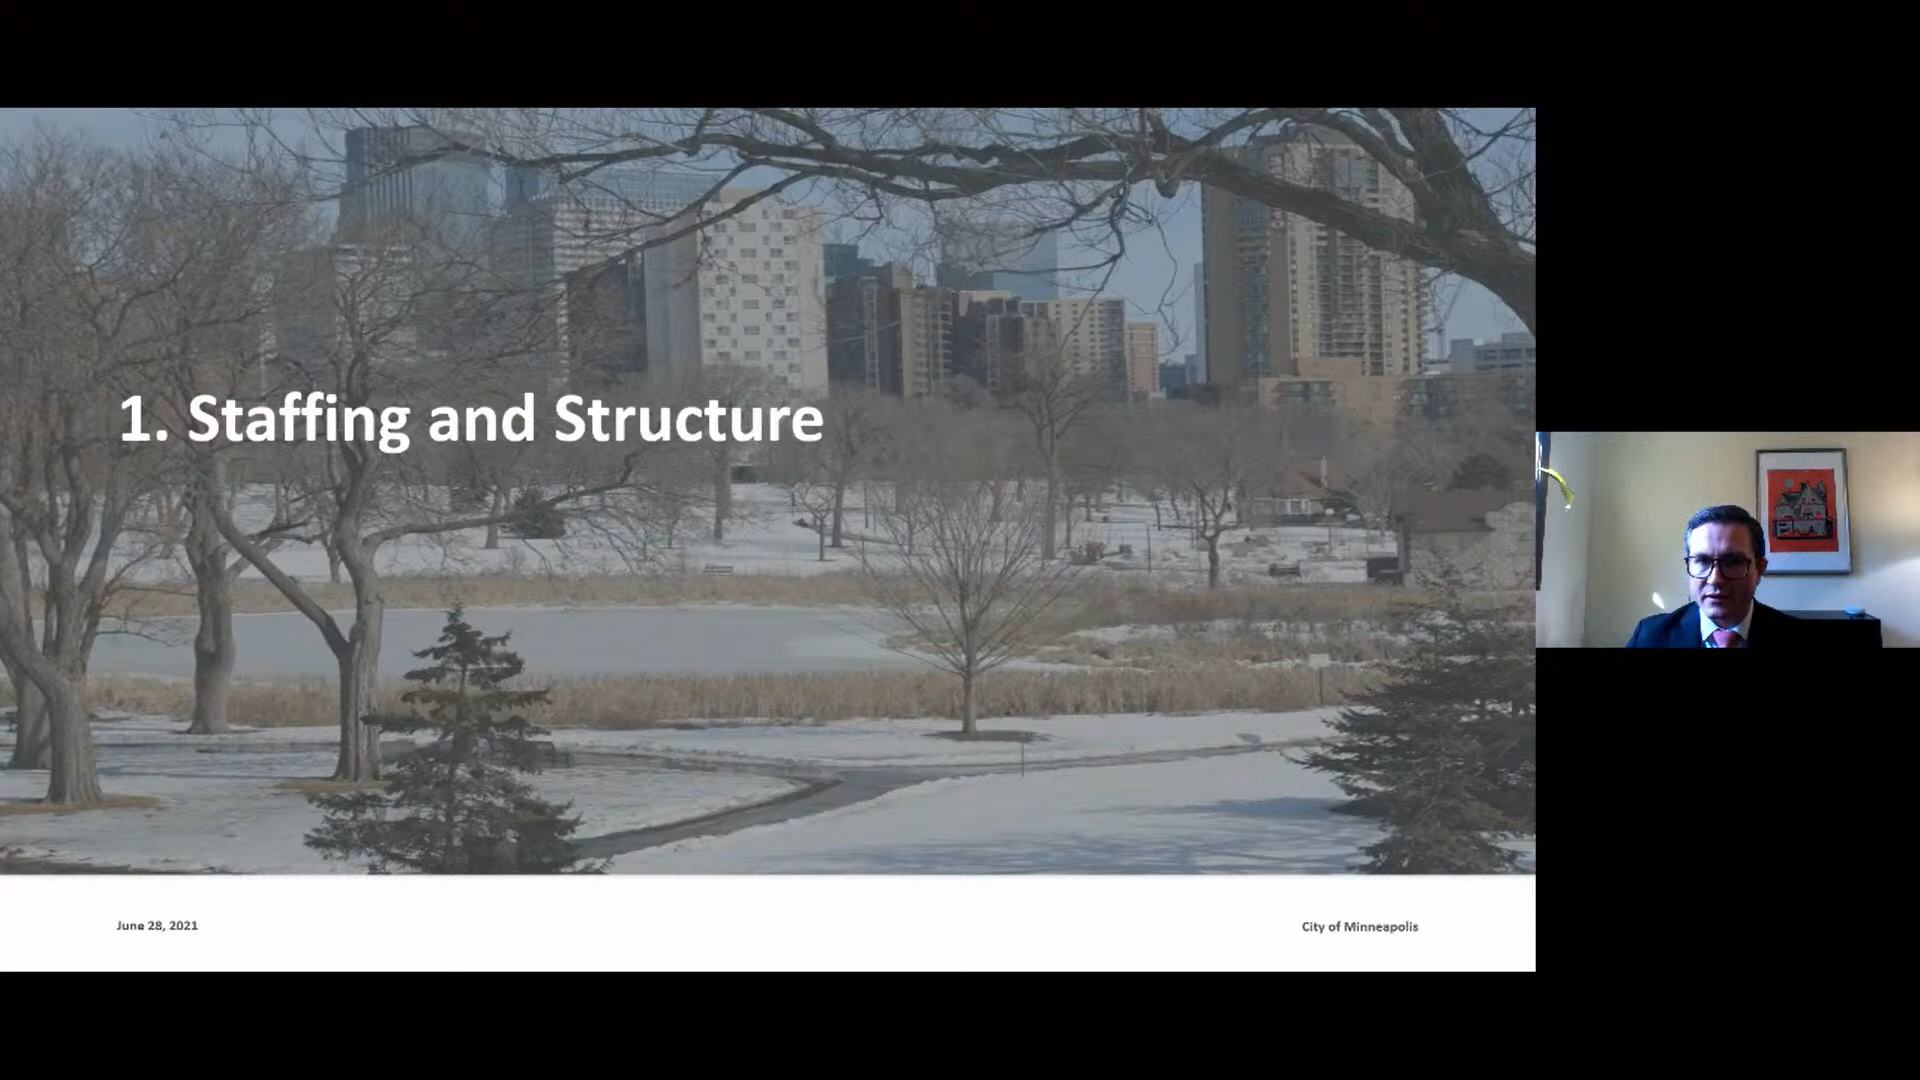 1. Staffing and Structure
June 28, 2021
City of Minneapolis